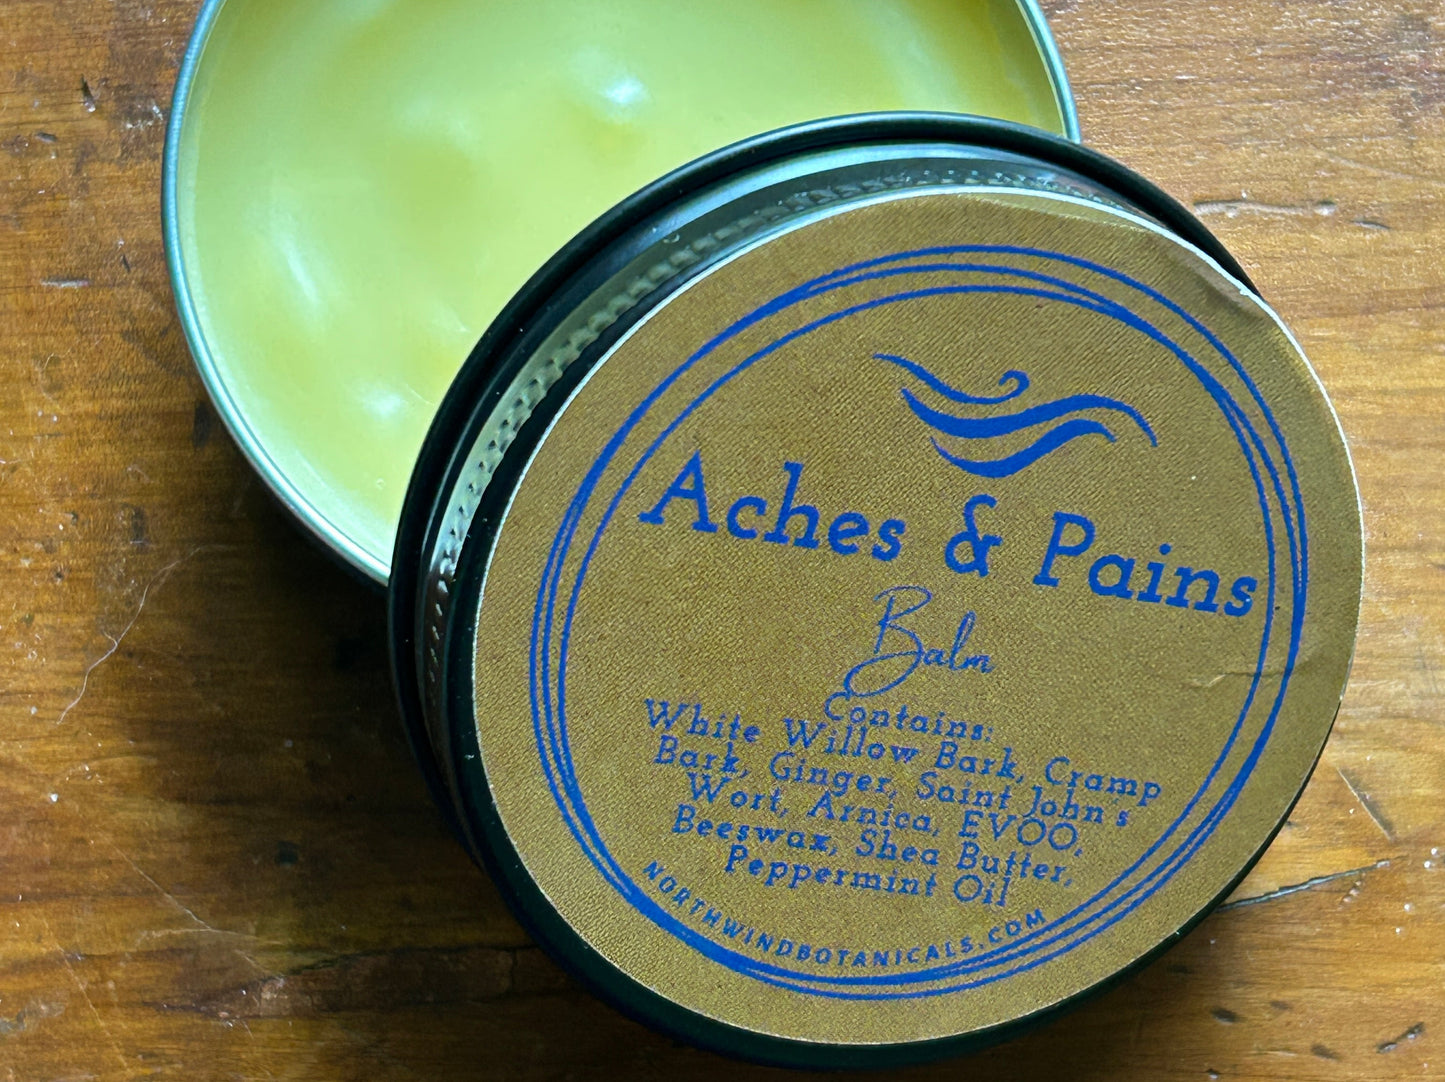 Aches & Pains
Balm
Contains:
White Willow Bark, Cramp
Bark, Ginger, Saint John's
Wort, Arnica, EVOO,
Beeswax, Shea Butter,
Peppermint Oil
NORTHWINDBOTANICALS.COM